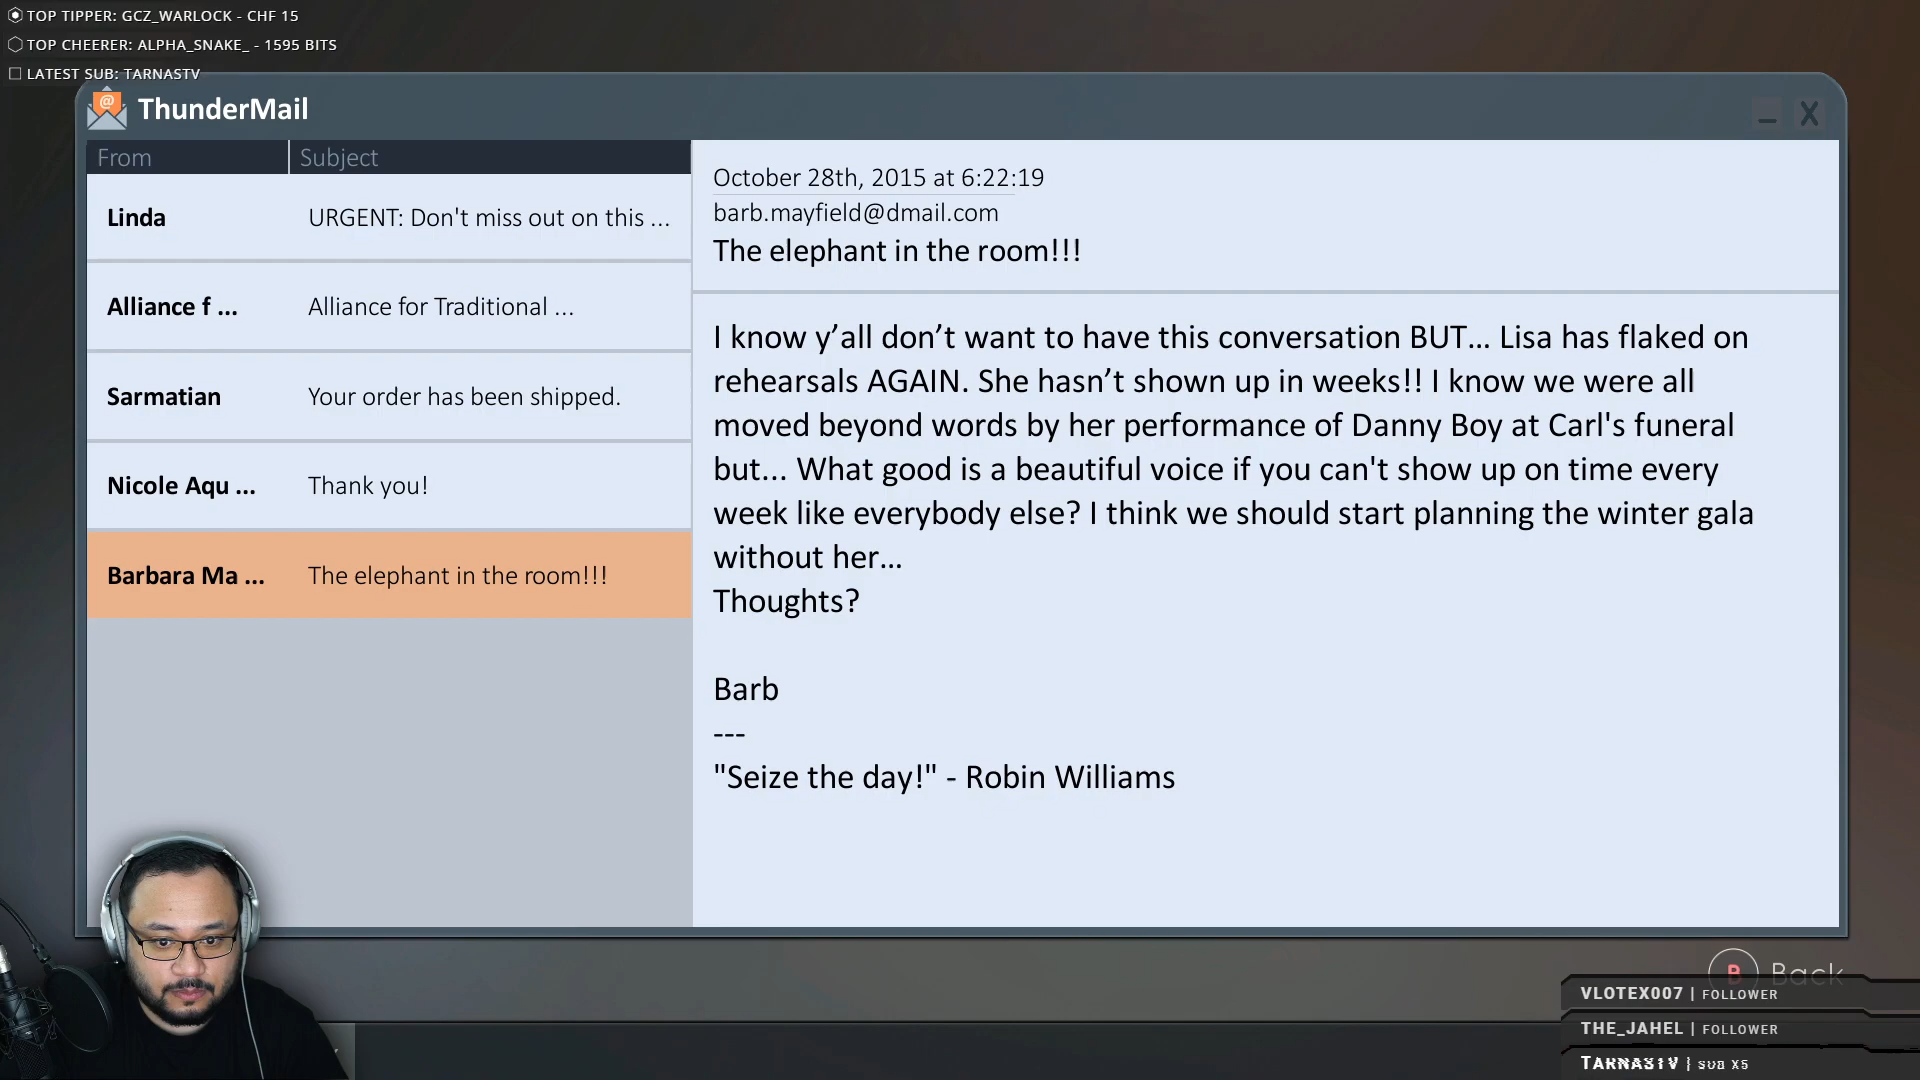 TOP TIPPER: GCZ_WARLOCK - CHF 15
TOP CHEERER: ALPHA_SNAKE_ - 1595 BITS
LATEST SUB: TARNASTV
@
ThunderMail
_ X
From Subject
Linda URGENT: Don't miss out on this ...
Alliance f ... Alliance for Traditional ...
Sarmatian Your order has been shipped.
Nicole Aqu ... Thank you!
Barbara Ma ... The elephant in the room!!!
October 28th, 2015 at 6:22:19
barb.mayfield@dmail.com
The elephant in the room!!!
I know y’all don’t want to have this conversation BUT... Lisa has flaked on
rehearsals AGAIN. She hasn’t shown up in weeks!! I know we were all
moved beyond words by her performance of Danny Boy at Carl's funeral
but... What good is a beautiful voice if you can't show up on time every
week like everybody else? I think we should start planning the winter gala
without her...
Thoughts?
Barb
---
"Seize the day!" - Robin Williams
B Back
VLOTEX007 | FOLLOWER
THE_JAHEL | FOLLOWER
TARNASTV | SUB X5